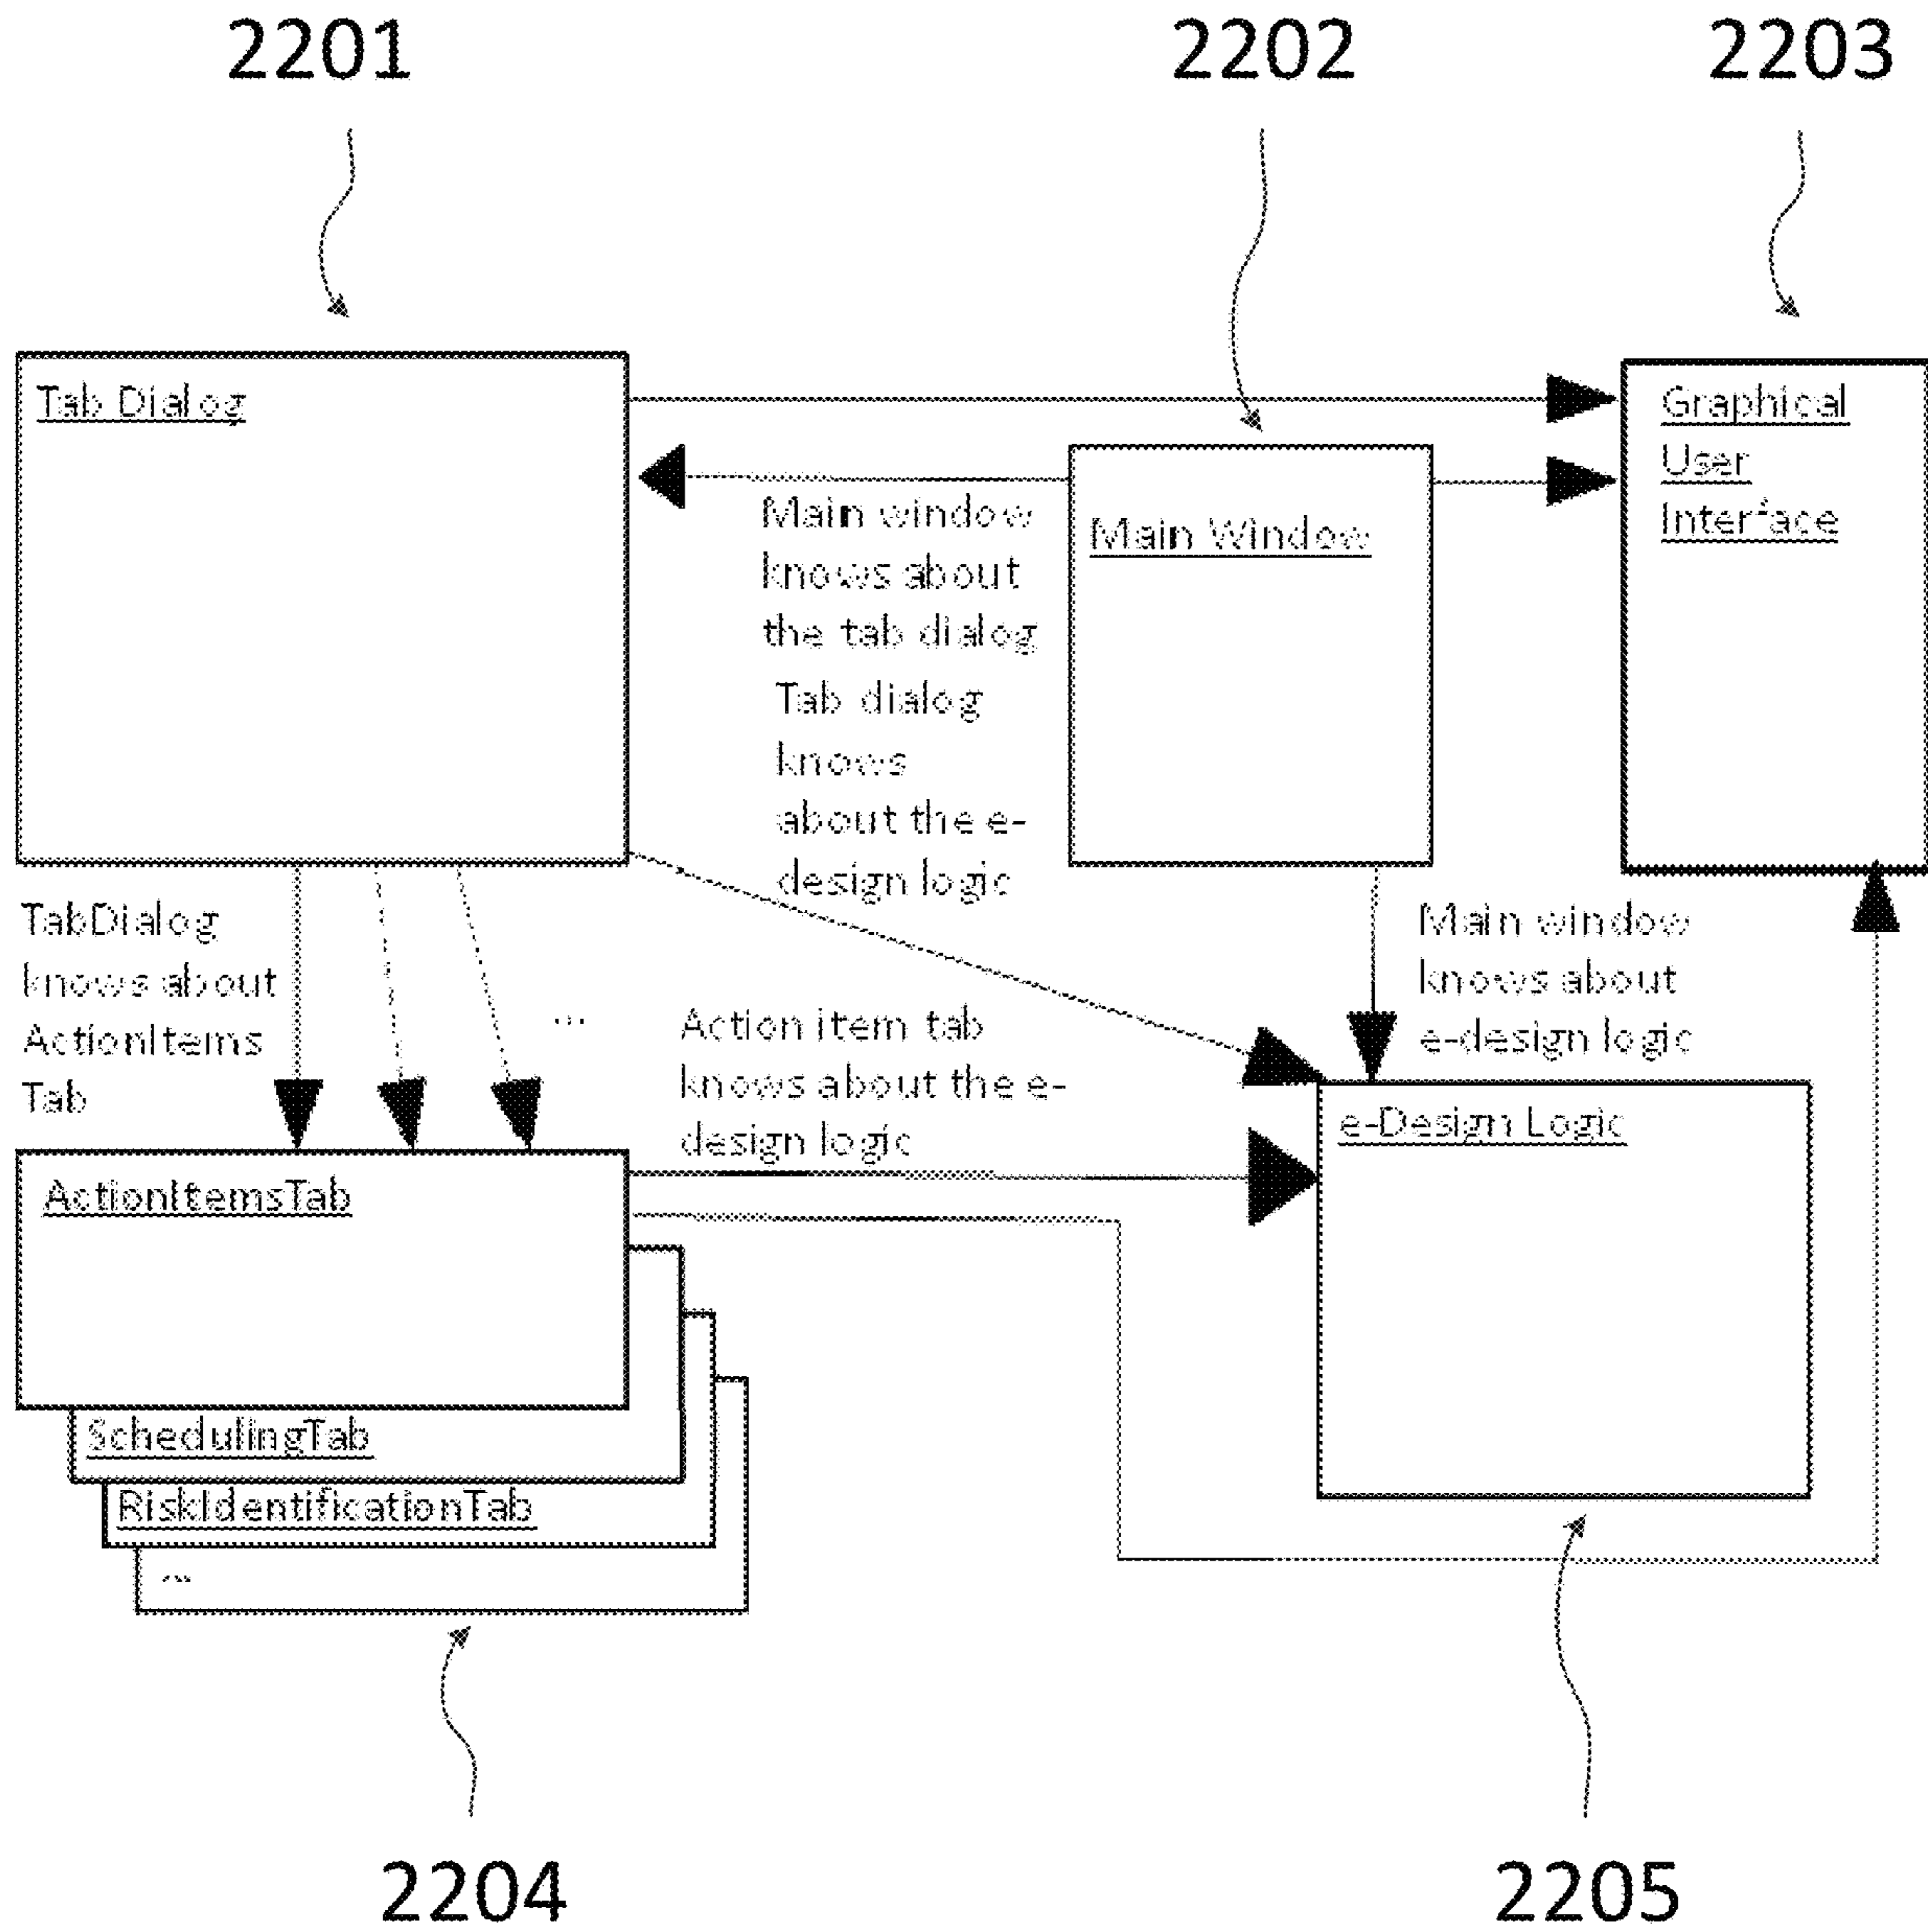 2201
2202
2203
Tab Dialog
Graphical
User
Interface
Main Window
Main window
knows about
the tab dialog
Tab dialog
knows
about the e-
design logic
TabDialog
knows about
ActionItems
Tab
...
Action item tab
knows about the e-
design logic
Main window
knows about
e-design logic
e-Design Logic
ActionItemsTab
SchedulingTab
RiskIdentificationTab
...
2204
2205